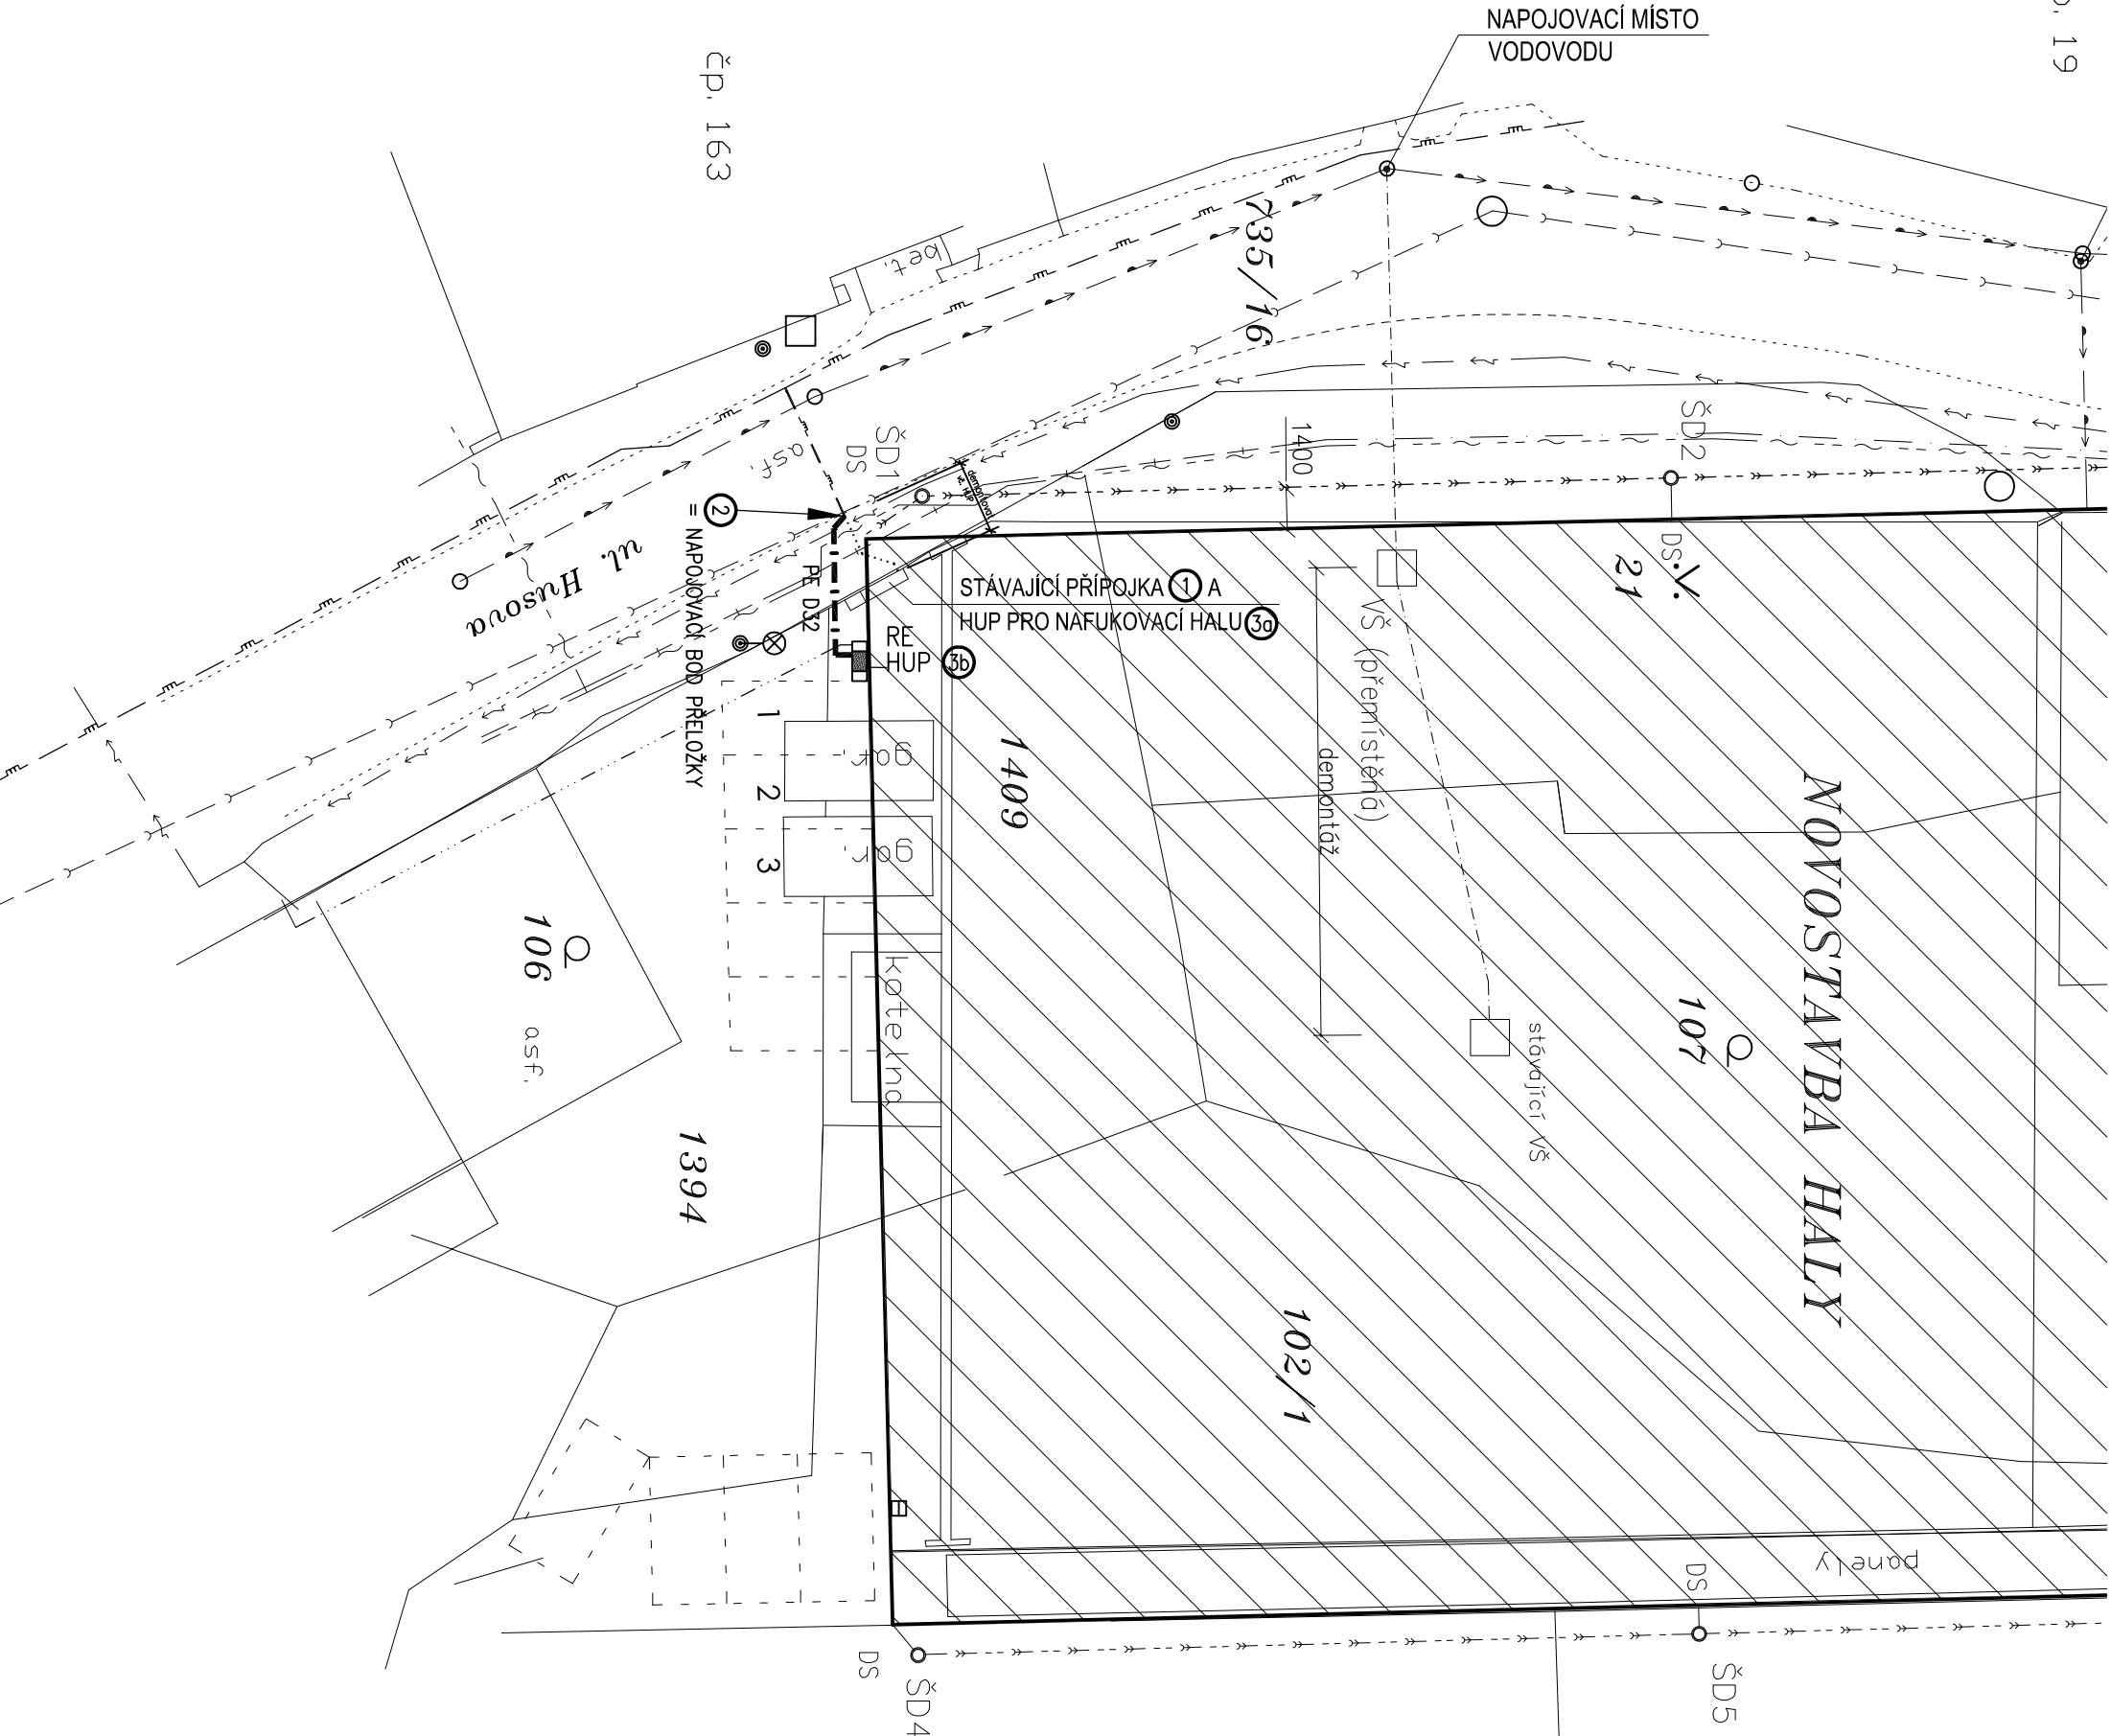 NAPOJOVACÍ MÍSTO
VODOVODU
19
čp. 163
735/16
bet.
asf.
ŠD1
DS
1400
ŠD2
DS
demontovat
vč. HUP
2
= NAPOJOVACÍ BOD PŘELOŽKY
ul. Husova
PE D32
STÁVAJÍCÍ PŘÍPOJKA 1 A
HUP PRO NAFUKOVACÍ HALU 3a
RE
HUP 3b
V.
21
VŠ (přemístěná)
demontáž
1
2
3
gar.
gar.
1409
NOVOSTAVBA HALY
106
asf.
kotelna
107
stávající VŠ
1394
102/1
panely
DS
DS
ŠD4
ŠD5